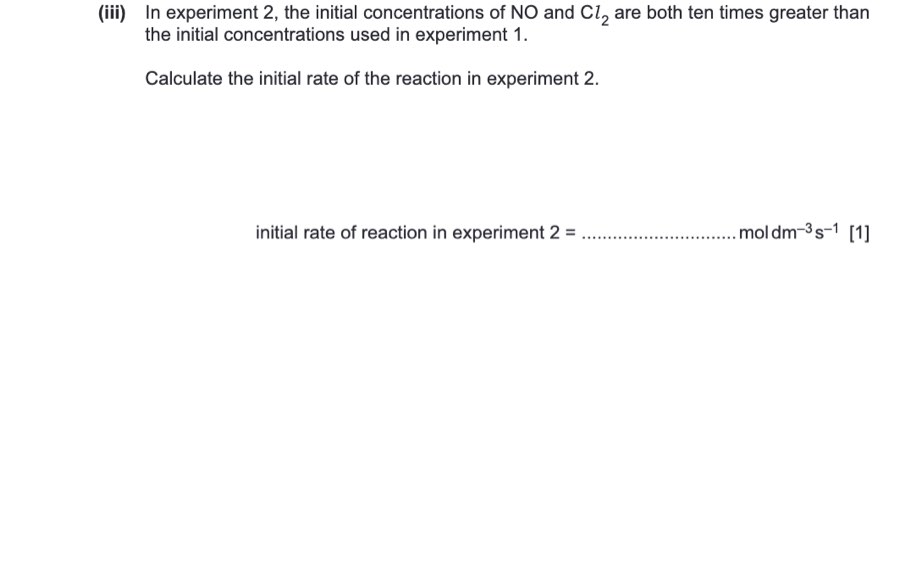 (iii) In experiment 2, the initial concentrations of NO and Cl₂ are both ten times greater than
the initial concentrations used in experiment 1.
Calculate the initial rate of the reaction in experiment 2.
initial rate of reaction in experiment 2 = ............................. mol dm⁻³ s⁻¹ [1]